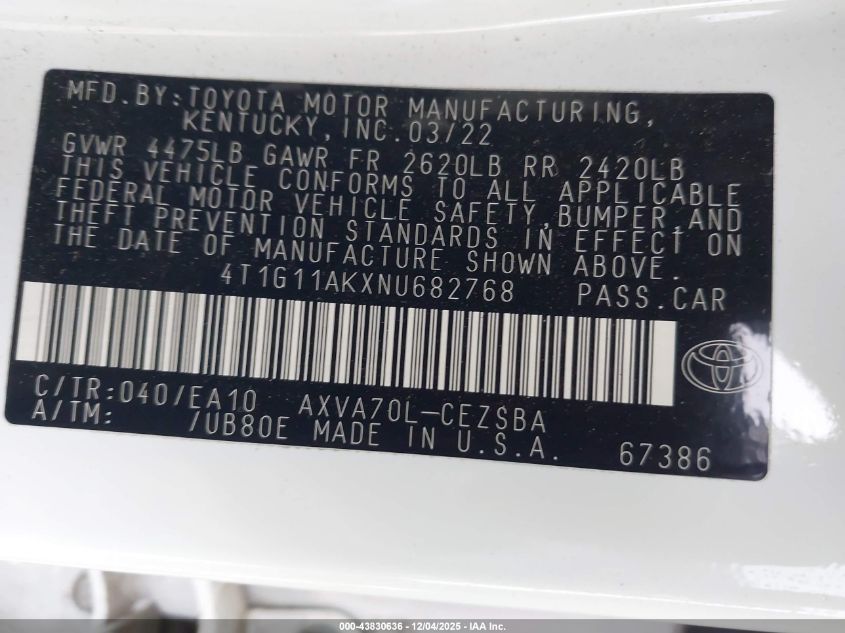 MFD.BY:TOYOTA MOTOR MANUFACTURING,
KENTUCKY,INC.03/22
GVWR 4475LB GAWR FR 2620LB RR 2420LB
THIS VEHICLE CONFORMS TO ALL APPLICABLE
FEDERAL MOTOR VEHICLE SAFETY,BUMPER,AND
THEFT PREVENTION STANDARDS IN EFFECT ON
THE DATE OF MANUFACTURE SHOWN ABOVE.
4T1G11AKXNU682768 PASS.CAR
C/TR:040/EA10 AXVA70L-CEZSBA
A/TM: /UB80E MADE IN U.S.A. 67386
000-43830636 - 12/04/2025 - IAA Inc.